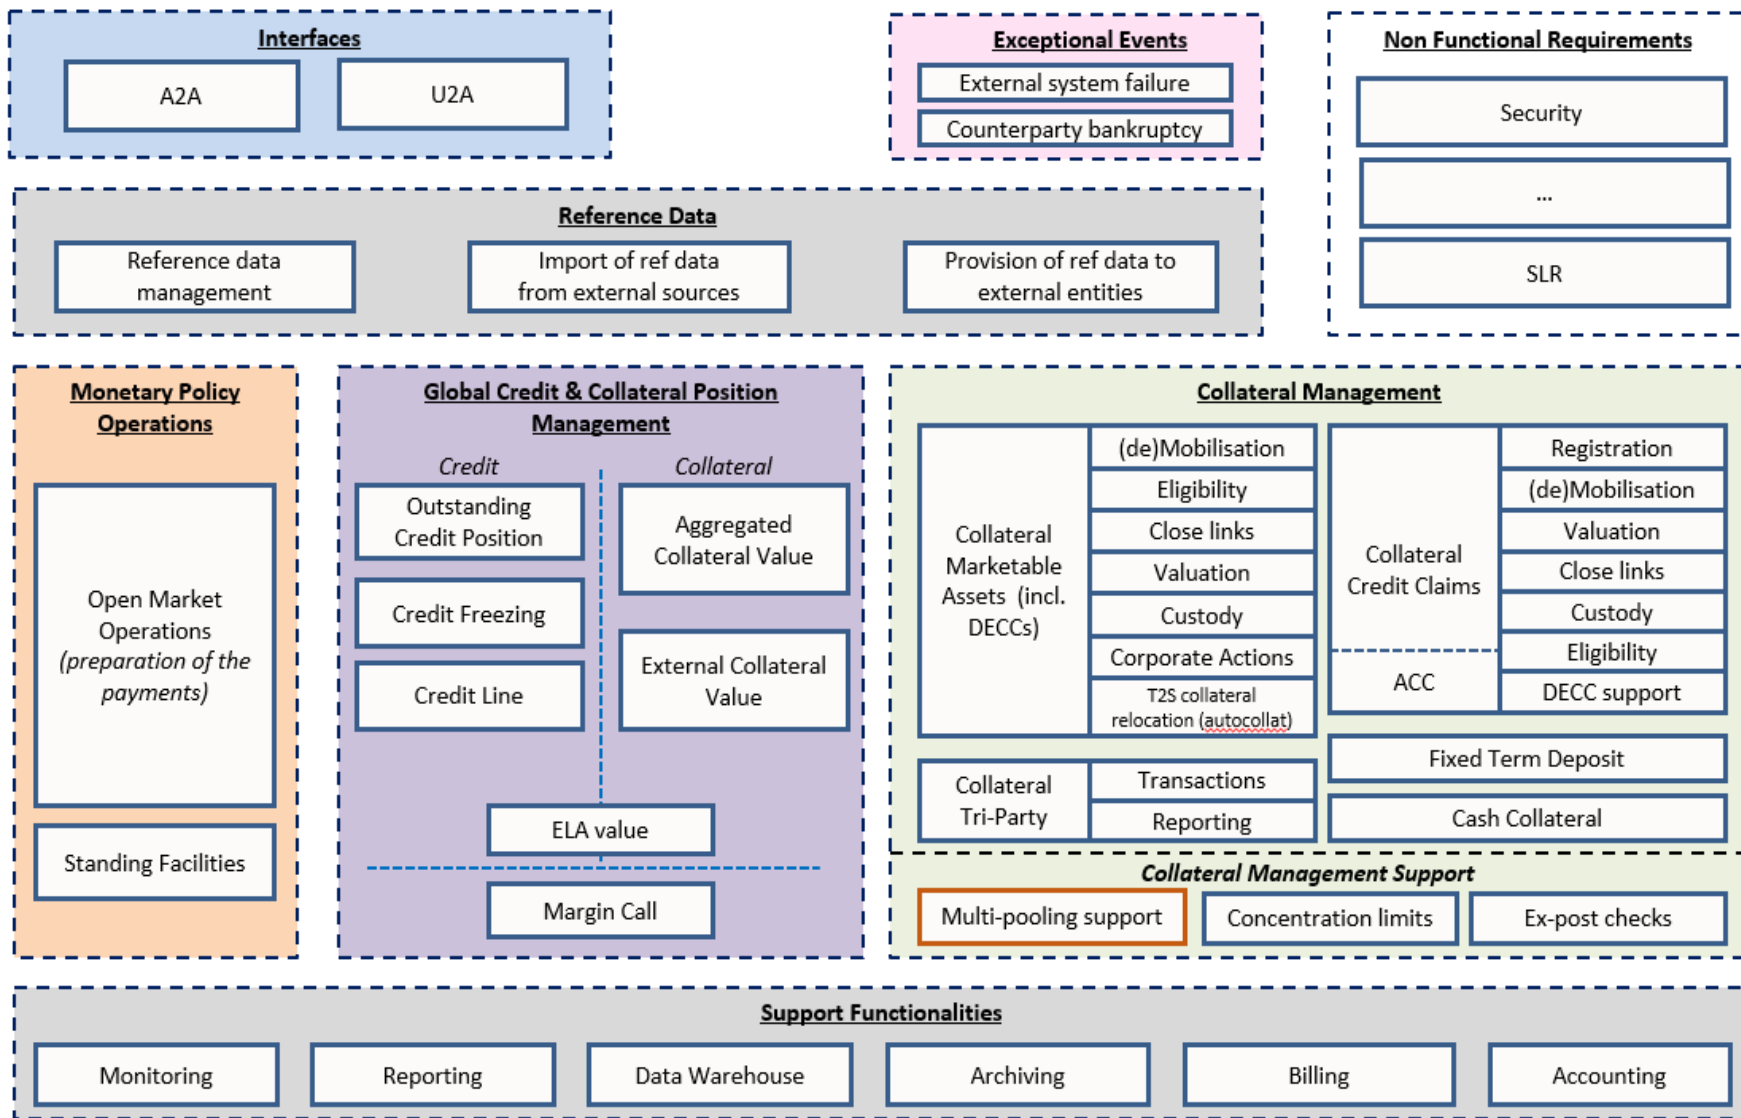 Interfaces
A2A
U2A
Exceptional Events
External system failure
Counterparty bankruptcy
Non Functional Requirements
Security
...
SLR
Reference Data
Reference data
management
Import of ref data
from external sources
Provision of ref data to
external entities
Monetary Policy
Operations
Open Market
Operations
(preparation of the
payments)
Standing Facilities
Global Credit & Collateral Position
Management
Credit
Outstanding
Credit Position
Credit Freezing
Credit Line
Collateral
Aggregated
Collateral Value
External Collateral
Value
ELA value
Margin Call
Collateral Management
Collateral
Marketable
Assets (incl.
DECCs)
(de)Mobilisation
Eligibility
Close links
Valuation
Custody
Corporate Actions
T2S collateral
relocation (autocollat)
Collateral
Credit Claims
ACC
Registration
(de)Mobilisation
Valuation
Close links
Custody
Eligibility
DECC support
Collateral
Tri-Party
Transactions
Reporting
Fixed Term Deposit
Cash Collateral
Collateral Management Support
Multi-pooling support
Concentration limits
Ex-post checks
Support Functionalities
Monitoring
Reporting
Data Warehouse
Archiving
Billing
Accounting